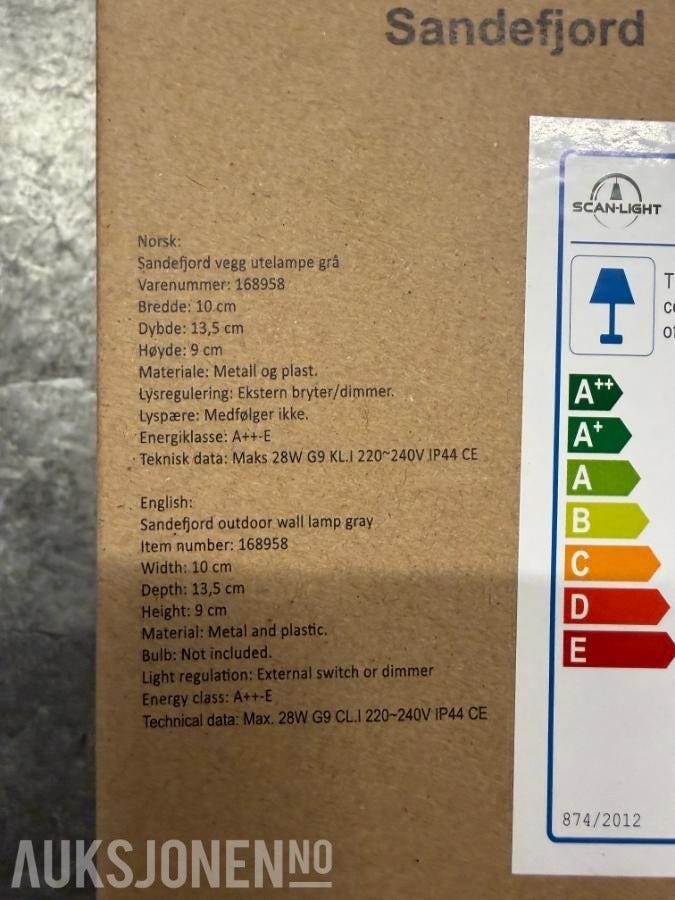 Sandefjord
Norsk:
Sandefjord vegg utelampe grå
Varenummer: 168958
Bredde: 10 cm
Dybde: 13,5 cm
Høyde: 9 cm
Materiale: Metall og plast.
Lysregulering: Ekstern bryter/dimmer.
Lyspære: Medfølger ikke.
Energiklasse: A++-E
Teknisk data: Maks 28W G9 KL.I 220~240V IP44 CE
English:
Sandefjord outdoor wall lamp gray
Item number: 168958
Width: 10 cm
Depth: 13,5 cm
Height: 9 cm
Material: Metal and plastic.
Bulb: Not included.
Light regulation: External switch or dimmer
Energy class: A++-E
Technical data: Max. 28W G9 CL.I 220~240V IP44 CE
SCAN-LIGHT
A++
A+
A
B
C
D
E
874/2012
AUKSJONEN.NO